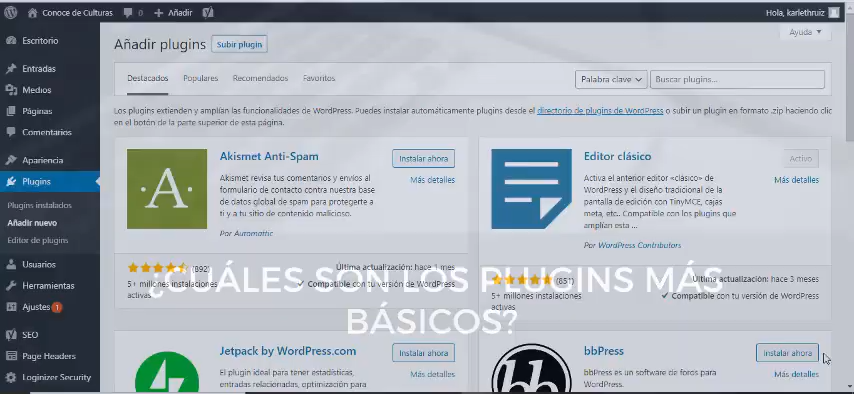 Conoce de Culturas 0 Añadir
Hola, karlethruiz
Escritorio
Entradas
Medios
Páginas
Comentarios
Apariencia
Plugins
Plugins instalados
Añadir nuevo
Editor de plugins
Usuarios
Herramientas
Ajustes 1
SEO
Page Headers
Loginizer Security
Ayuda
Añadir plugins Subir plugin
Destacados Populares Recomendados Favoritos
Palabra clave Buscar plugins...
Los plugins extienden y amplían las funcionalidades de WordPress. Puedes instalar automáticamente plugins desde el directorio de plugins de WordPress o subir un plugin en formato .zip haciendo clic
en el botón de la parte superior de esta página.
Akismet Anti-Spam
Instalar ahora
Más detalles
Akismet revisa tus comentarios y envíos al
formulario de contacto contra nuestra base
de datos global de spam para protegerte a
ti y a tu sitio de contenido malicioso.
Por Automattic
(892)
5+ millones instalaciones
activas
Última actualización: hace 1 mes
Compatible con tu versión de WordPress
Editor clásico
Activo
Más detalles
Activa el anterior editor «clásico» de
WordPress y el diseño tradicional de la
pantalla de edición con TinyMCE, cajas
meta, etc.. Compatible con los plugins que
amplían esta ...
Por WordPress Contributors
(851)
5+ millones instalaciones
activas
Última actualización: hace 3 meses
Compatible con tu versión de WordPress
¿CUÁLES SON LOS PLUGINS MÁS
BÁSICOS?
Jetpack by WordPress.com
Instalar ahora
Más detalles
El plugin ideal para tener estadísticas,
entradas relacionadas, optimización para
bbPress
Instalar ahora
Más detalles
bbPress es un software de foros para
WordPress.
bb